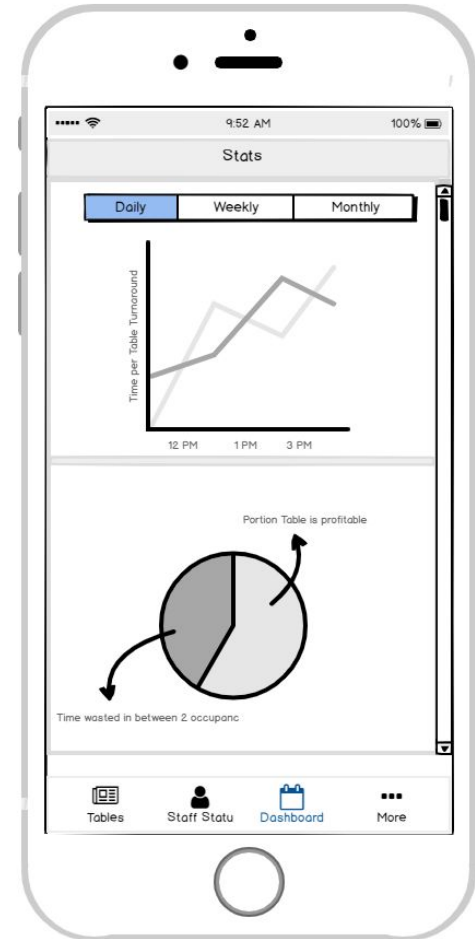 9:52 AM
100%
Stats
Daily
Weekly
Monthly
Time per Table Turnaround
12 PM
1 PM
3 PM
Portion Table is profitable
Time wasted in between 2 occupanc
Tables
Staff Statu
Dashboard
More